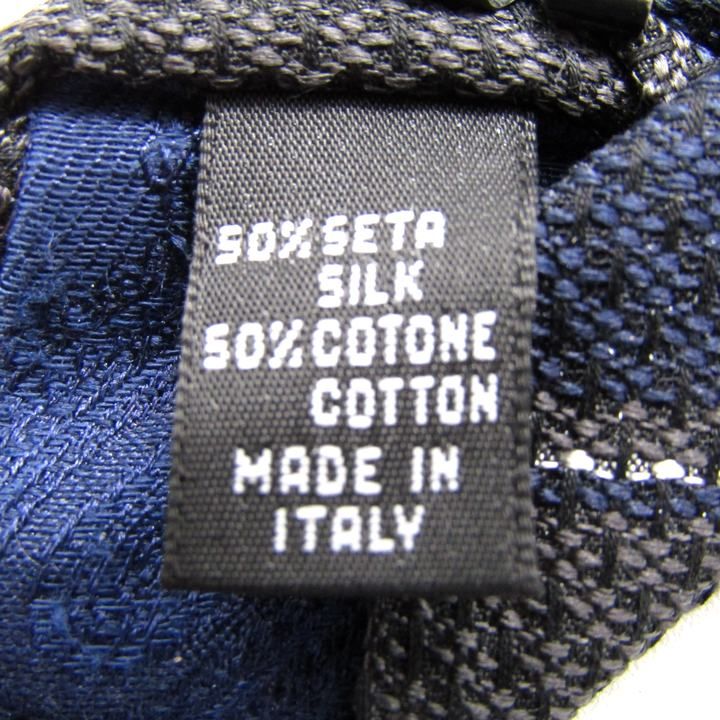 50% SETA
SILK
50% COTONE
COTTON
MADE IN
ITALY